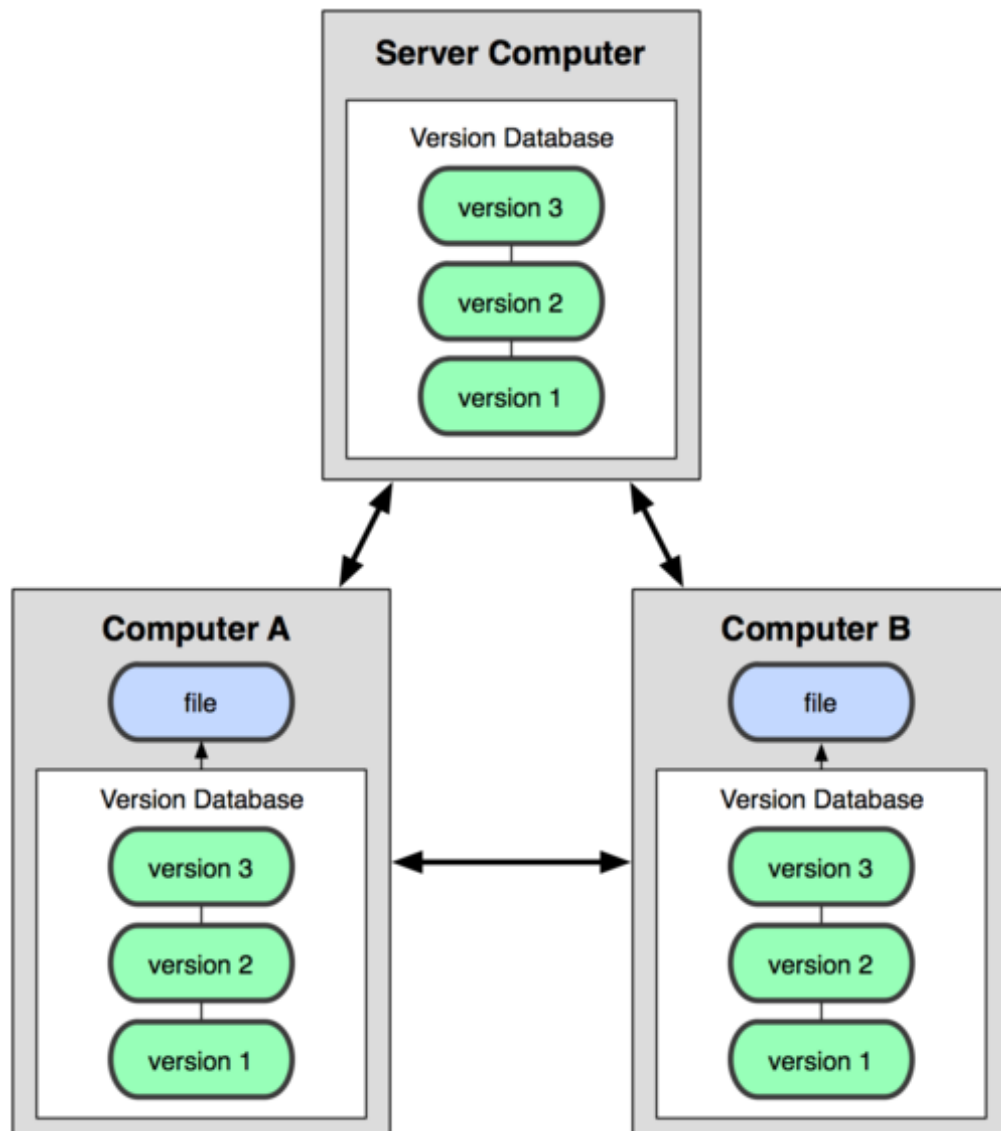 Server Computer
Version Database
version 3
version 2
version 1
Computer A
file
Version Database
version 3
version 2
version 1
Computer B
file
Version Database
version 3
version 2
version 1